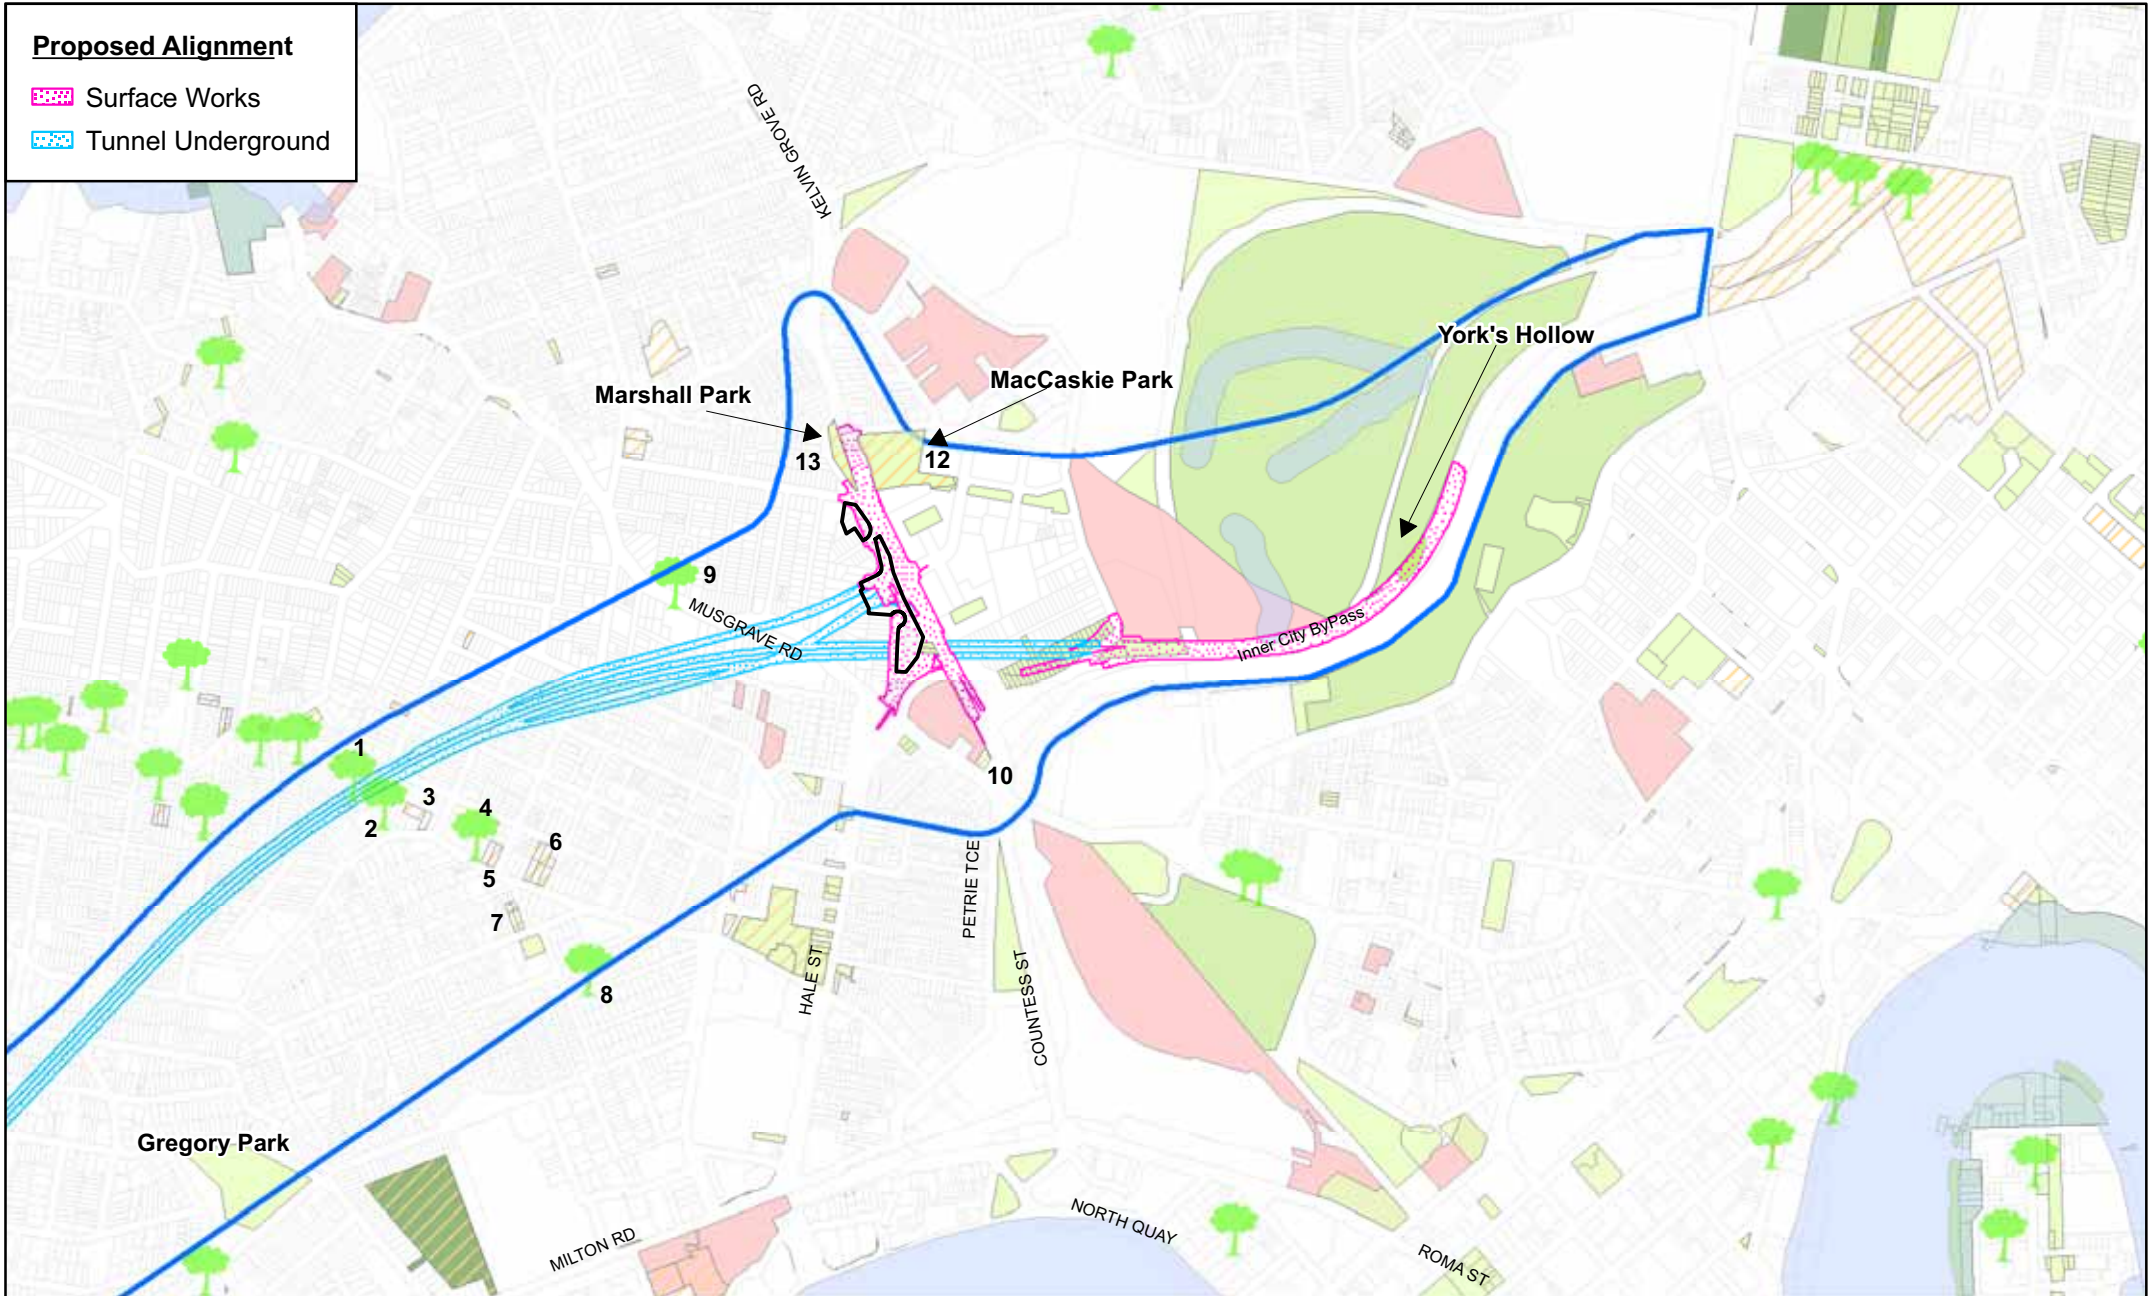 Proposed Alignment
Surface Works
Tunnel Underground
KELVIN GROVE RD
York's Hollow
MacCaskie Park
Marshall Park
13
12
9
MUSGRAVE RD
Inner City ByPass
1
10
3
2
4
6
5
7
8
PETRIE TCE
HALE ST
COUNTESS ST
Gregory Park
MILTON RD
NORTH QUAY
ROMA ST